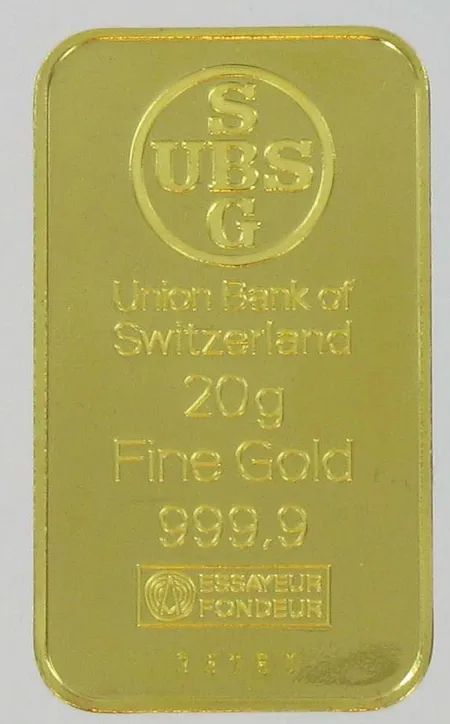 S
UBS
G
Union Bank of
Switzerland
20g
Fine Gold
999,9
ESSAYEUR
FONDEUR